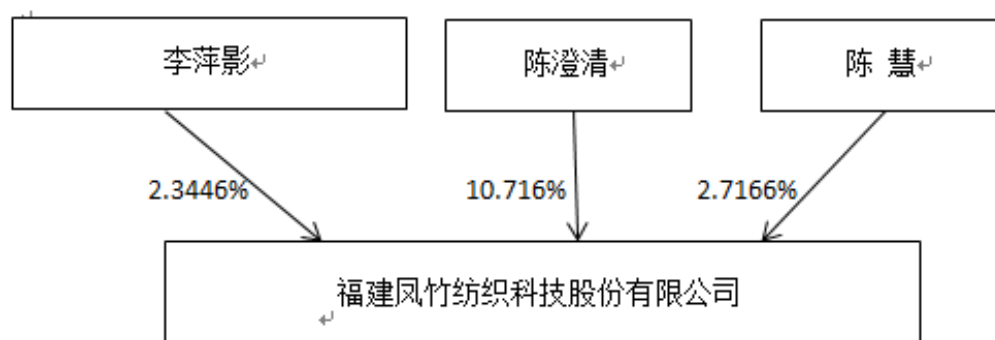 李萍影
陈澄清
陈 慧
2.3446%
10.716%
2.7166%
福建凤竹纺织科技股份有限公司